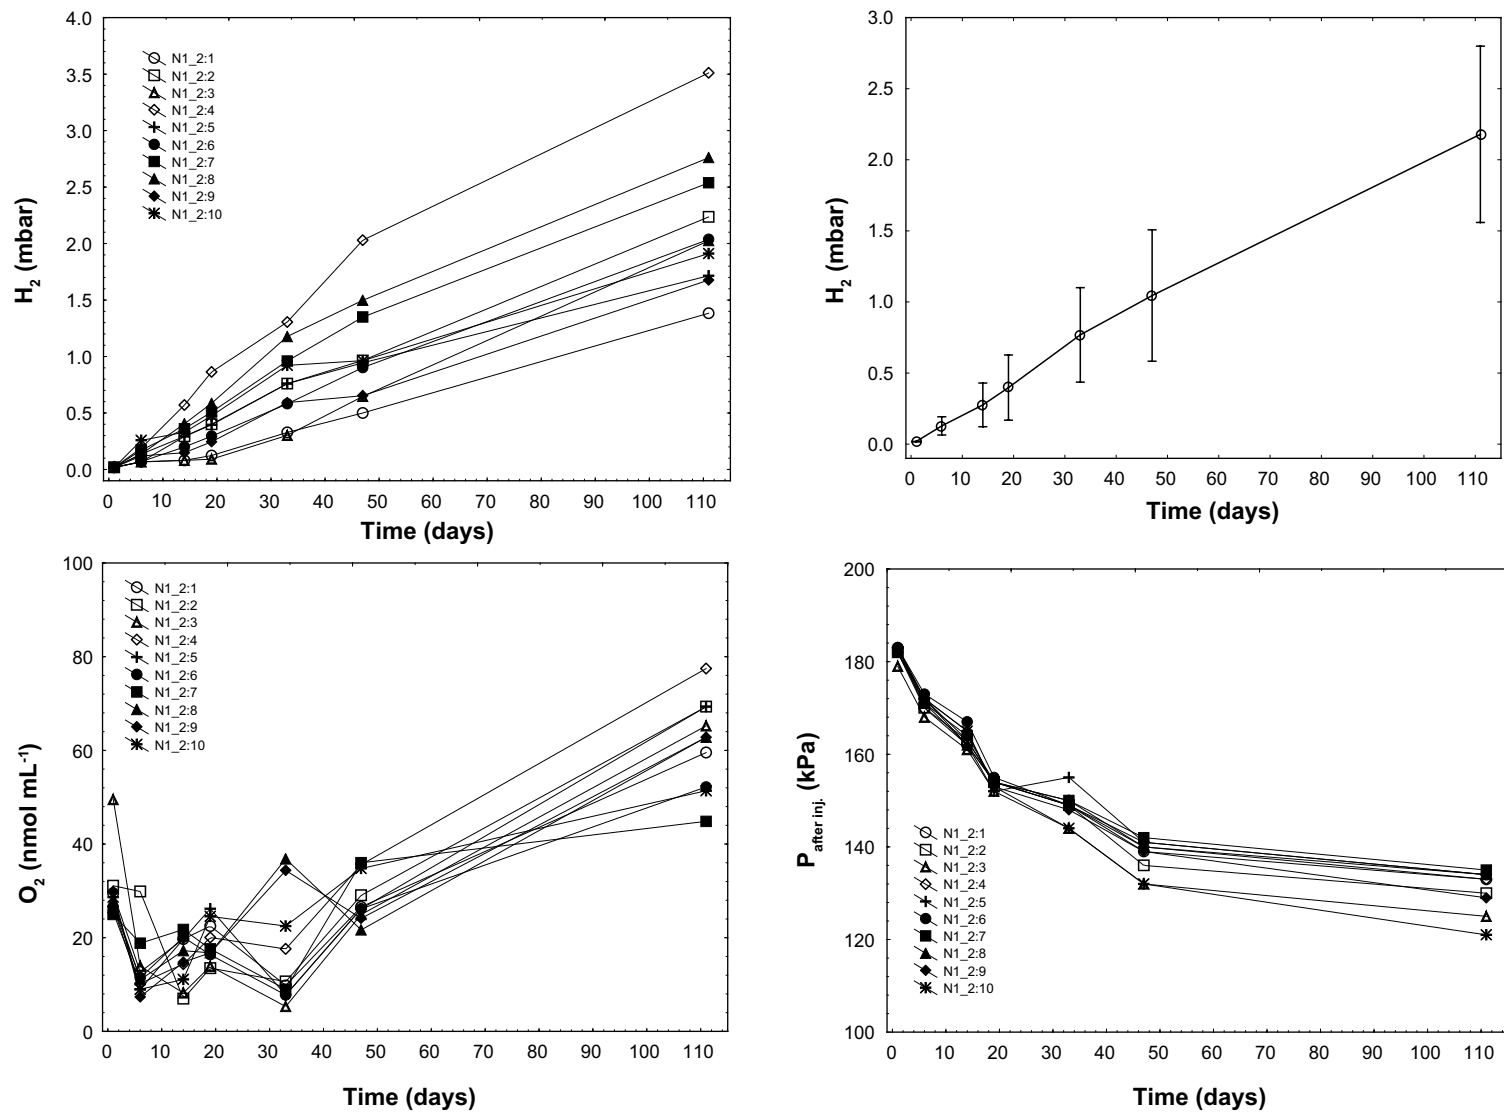 4.0
3.5
3.0
2.5
2.0
1.5
1.0
0.5
0.0
H₂ (mbar)
N1_2:1
N1_2:2
N1_2:3
N1_2:4
N1_2:5
N1_2:6
N1_2:7
N1_2:8
N1_2:9
N1_2:10
0 10 20 30 40 50 60 70 80 90 100 110
Time (days)
3.0
2.5
2.0
1.5
1.0
0.5
0.0
H₂ (mbar)
0 10 20 30 40 50 60 70 80 90 100 110
Time (days)
100
80
60
40
20
0
O₂ (nmol mL⁻¹)
N1_2:1
N1_2:2
N1_2:3
N1_2:4
N1_2:5
N1_2:6
N1_2:7
N1_2:8
N1_2:9
N1_2:10
0 10 20 30 40 50 60 70 80 90 100 110
Time (days)
200
180
160
140
120
100
P after inj. (kPa)
N1_2:1
N1_2:2
N1_2:3
N1_2:4
N1_2:5
N1_2:6
N1_2:7
N1_2:8
N1_2:9
N1_2:10
0 10 20 30 40 50 60 70 80 90 100 110
Time (days)